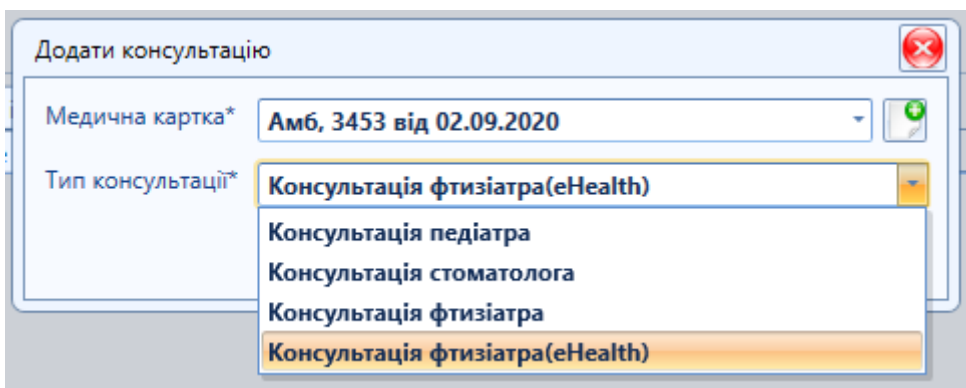 Додати консультацію
Медична картка* Амб, 3453 від 02.09.2020
Тип консультації* Консультація фтизіатра(eHealth)
Консультація педіатра
Консультація стоматолога
Консультація фтизіатра
Консультація фтизіатра(eHealth)